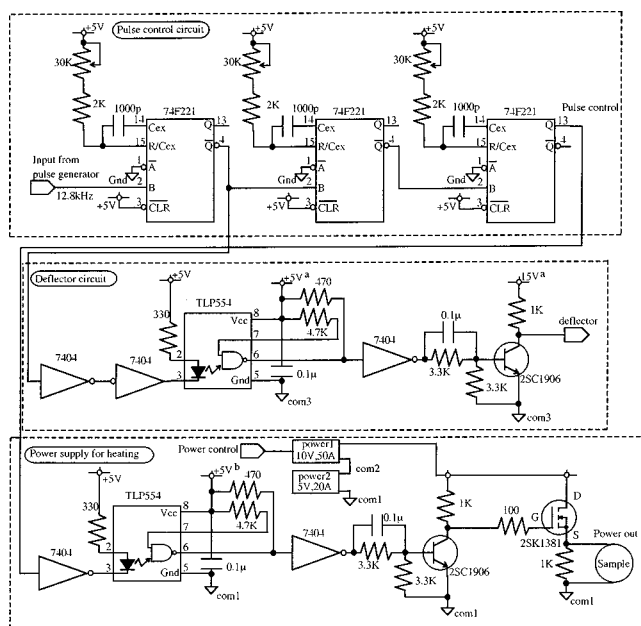 Pulse control circuit
+5V
+5V
+5V
30K
30K
30K
2K
2K
2K
1000p
74F221
1000p
74F221
1000p
74F221
Pulse control
14
Cex
Q
13
14
Cex
Q
13
14
Cex
Q
13
15
R/Cex
Q
4
15
R/Cex
Q
4
15
R/Cex
Q
4
Input from
pulse generator
12.8kHz
1
A
1
A
1
A
Gnd
2
B
Gnd
2
B
Gnd
2
B
+5V
3
CLR
+5V
3
CLR
+5V
3
CLR
Deflector circuit
+5V
TLP554
+5V a
470
15V a
330
8
Vcc
7
4.7K
0.1μ
1K
deflector
7404
7404
2
6
7404
3
Gnd
5
0.1μ
3.3K
3.3K
2SC1906
com3
com3
Power supply for heating
Power control
power1
10V,50A
com2
power2
5V,20A
com1
+5V
TLP554
+5V b
470
330
8
Vcc
7
4.7K
0.1μ
1K
100
G
D
S
2SK1381
Power out
7404
2
6
7404
3
Gnd
5
0.1μ
3.3K
3.3K
2SC1906
1K
Sample
com1
com1
com1